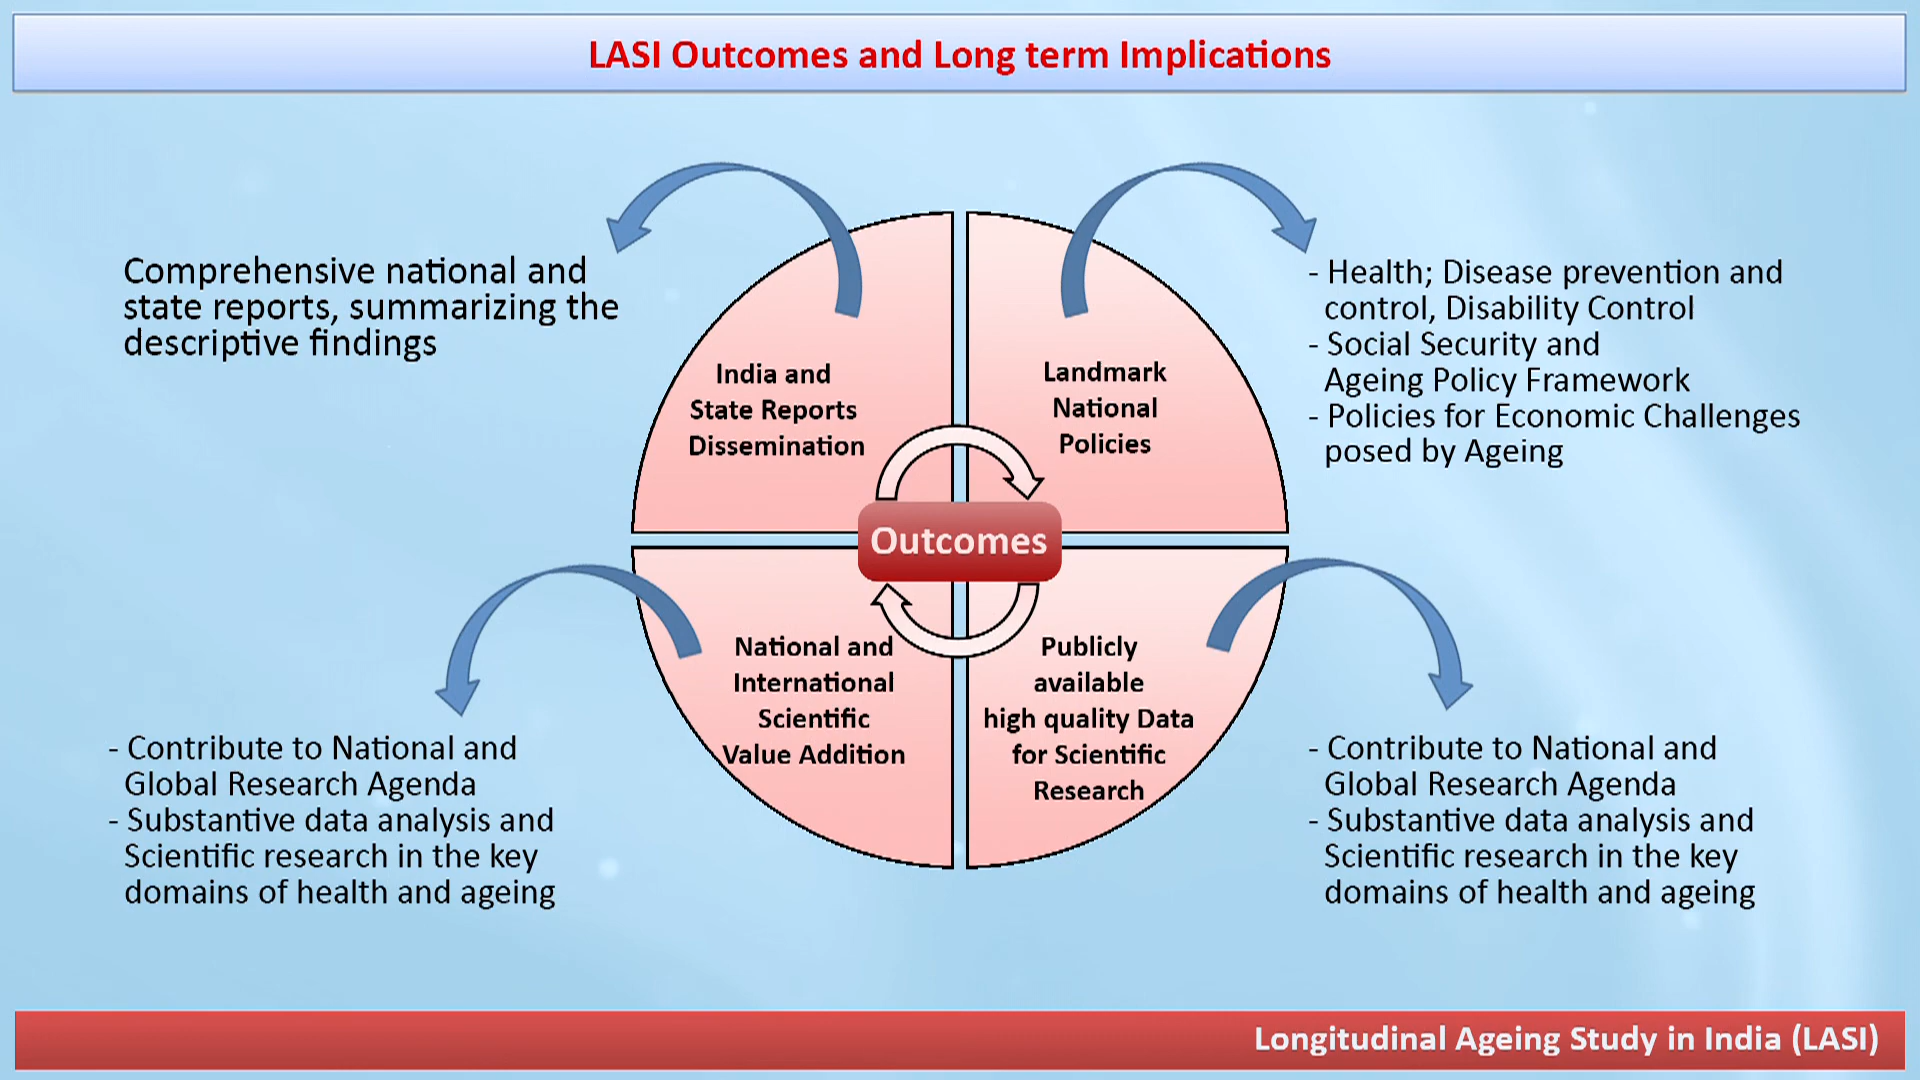 LASI Outcomes and Long term Implications
Comprehensive national and
state reports, summarizing the
descriptive findings
India and
State Reports
Dissemination
Landmark
National
Policies
- Health; Disease prevention and
control, Disability Control
- Social Security and
Ageing Policy Framework
- Policies for Economic Challenges
posed by Ageing
Outcomes
- Contribute to National and
Global Research Agenda
- Substantive data analysis and
Scientific research in the key
domains of health and ageing
National and
International
Scientific
Value Addition
Publicly
available
high quality Data
for Scientific
Research
- Contribute to National and
Global Research Agenda
- Substantive data analysis and
Scientific research in the key
domains of health and ageing
Longitudinal Ageing Study in India (LASI)